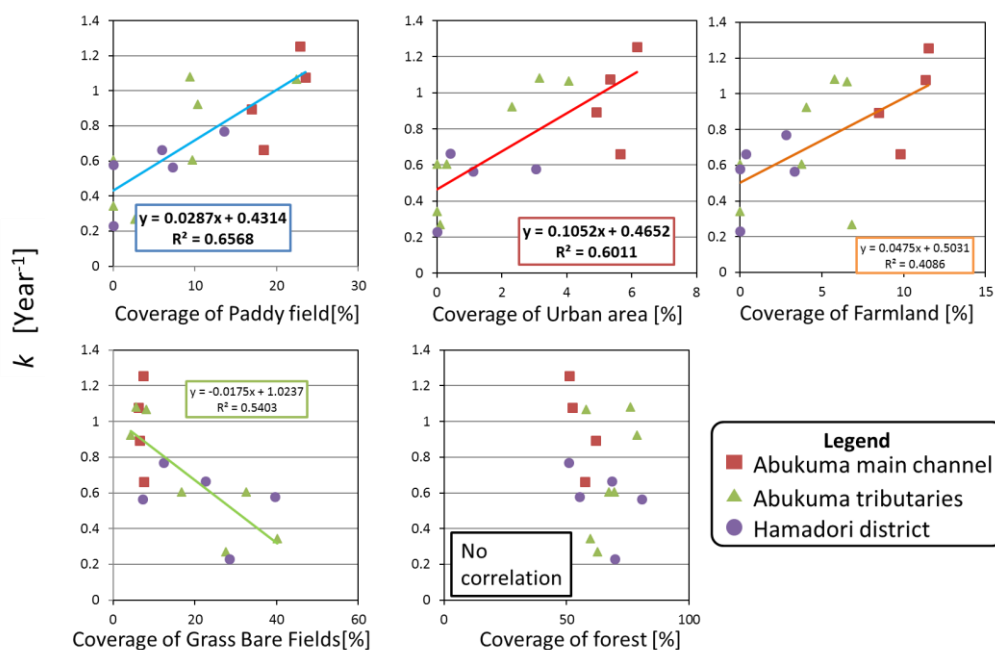 k [Year-1]
1.4
1.2
1
0.8
0.6
0.4
0.2
0
y = 0.0287x + 0.4314
R² = 0.6568
0 10 20 30
Coverage of Paddy field[%]
1.4
1.2
1
0.8
0.6
0.4
0.2
0
y = 0.1052x + 0.4652
R² = 0.6011
0 2 4 6 8
Coverage of Urban area [%]
1.4
1.2
1
0.8
0.6
0.4
0.2
0
y = 0.0475x + 0.5031
R² = 0.4086
0 5 10 15
Coverage of Farmland [%]
1.4
1.2
1
0.8
0.6
0.4
0.2
0
y = -0.0175x + 1.0237
R² = 0.5403
0 20 40 60
Coverage of Grass Bare Fields[%]
1.4
1.2
1
0.8
0.6
0.4
0.2
0
No
correlation
0 50 100
Coverage of forest [%]
Legend
Abukuma main channel
Abukuma tributaries
Hamadori district